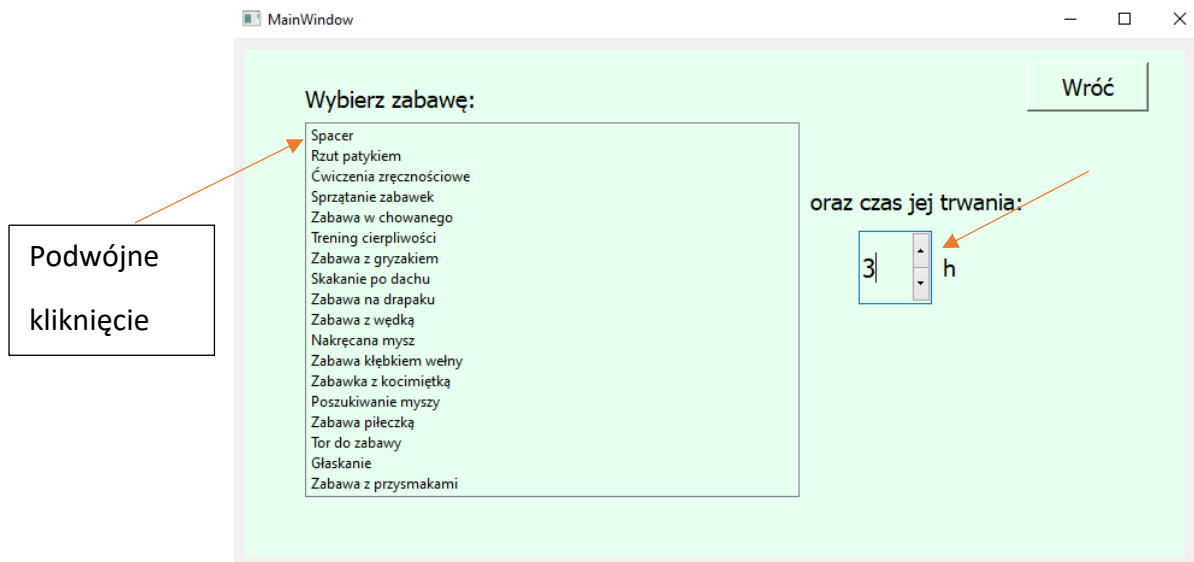 MainWindow
Wróć
Wybierz zabawę:
Spacer
Rzut patykiem
Ćwiczenia zręcznościowe
Sprzątanie zabawek
Zabawa w chowanego
Trening cierpliwości
Zabawa z gryzakiem
Skakanie po dachu
Zabawa na drapaku
Zabawa z wędką
Nakręcana mysz
Zabawa kłębkiem wełny
Zabawka z kocimiętką
Poszukiwanie myszy
Zabawa piłeczką
Tor do zabawy
Głaskanie
Zabawa z przysmakami
oraz czas jej trwania:
3 h
Podwójne
kliknięcie